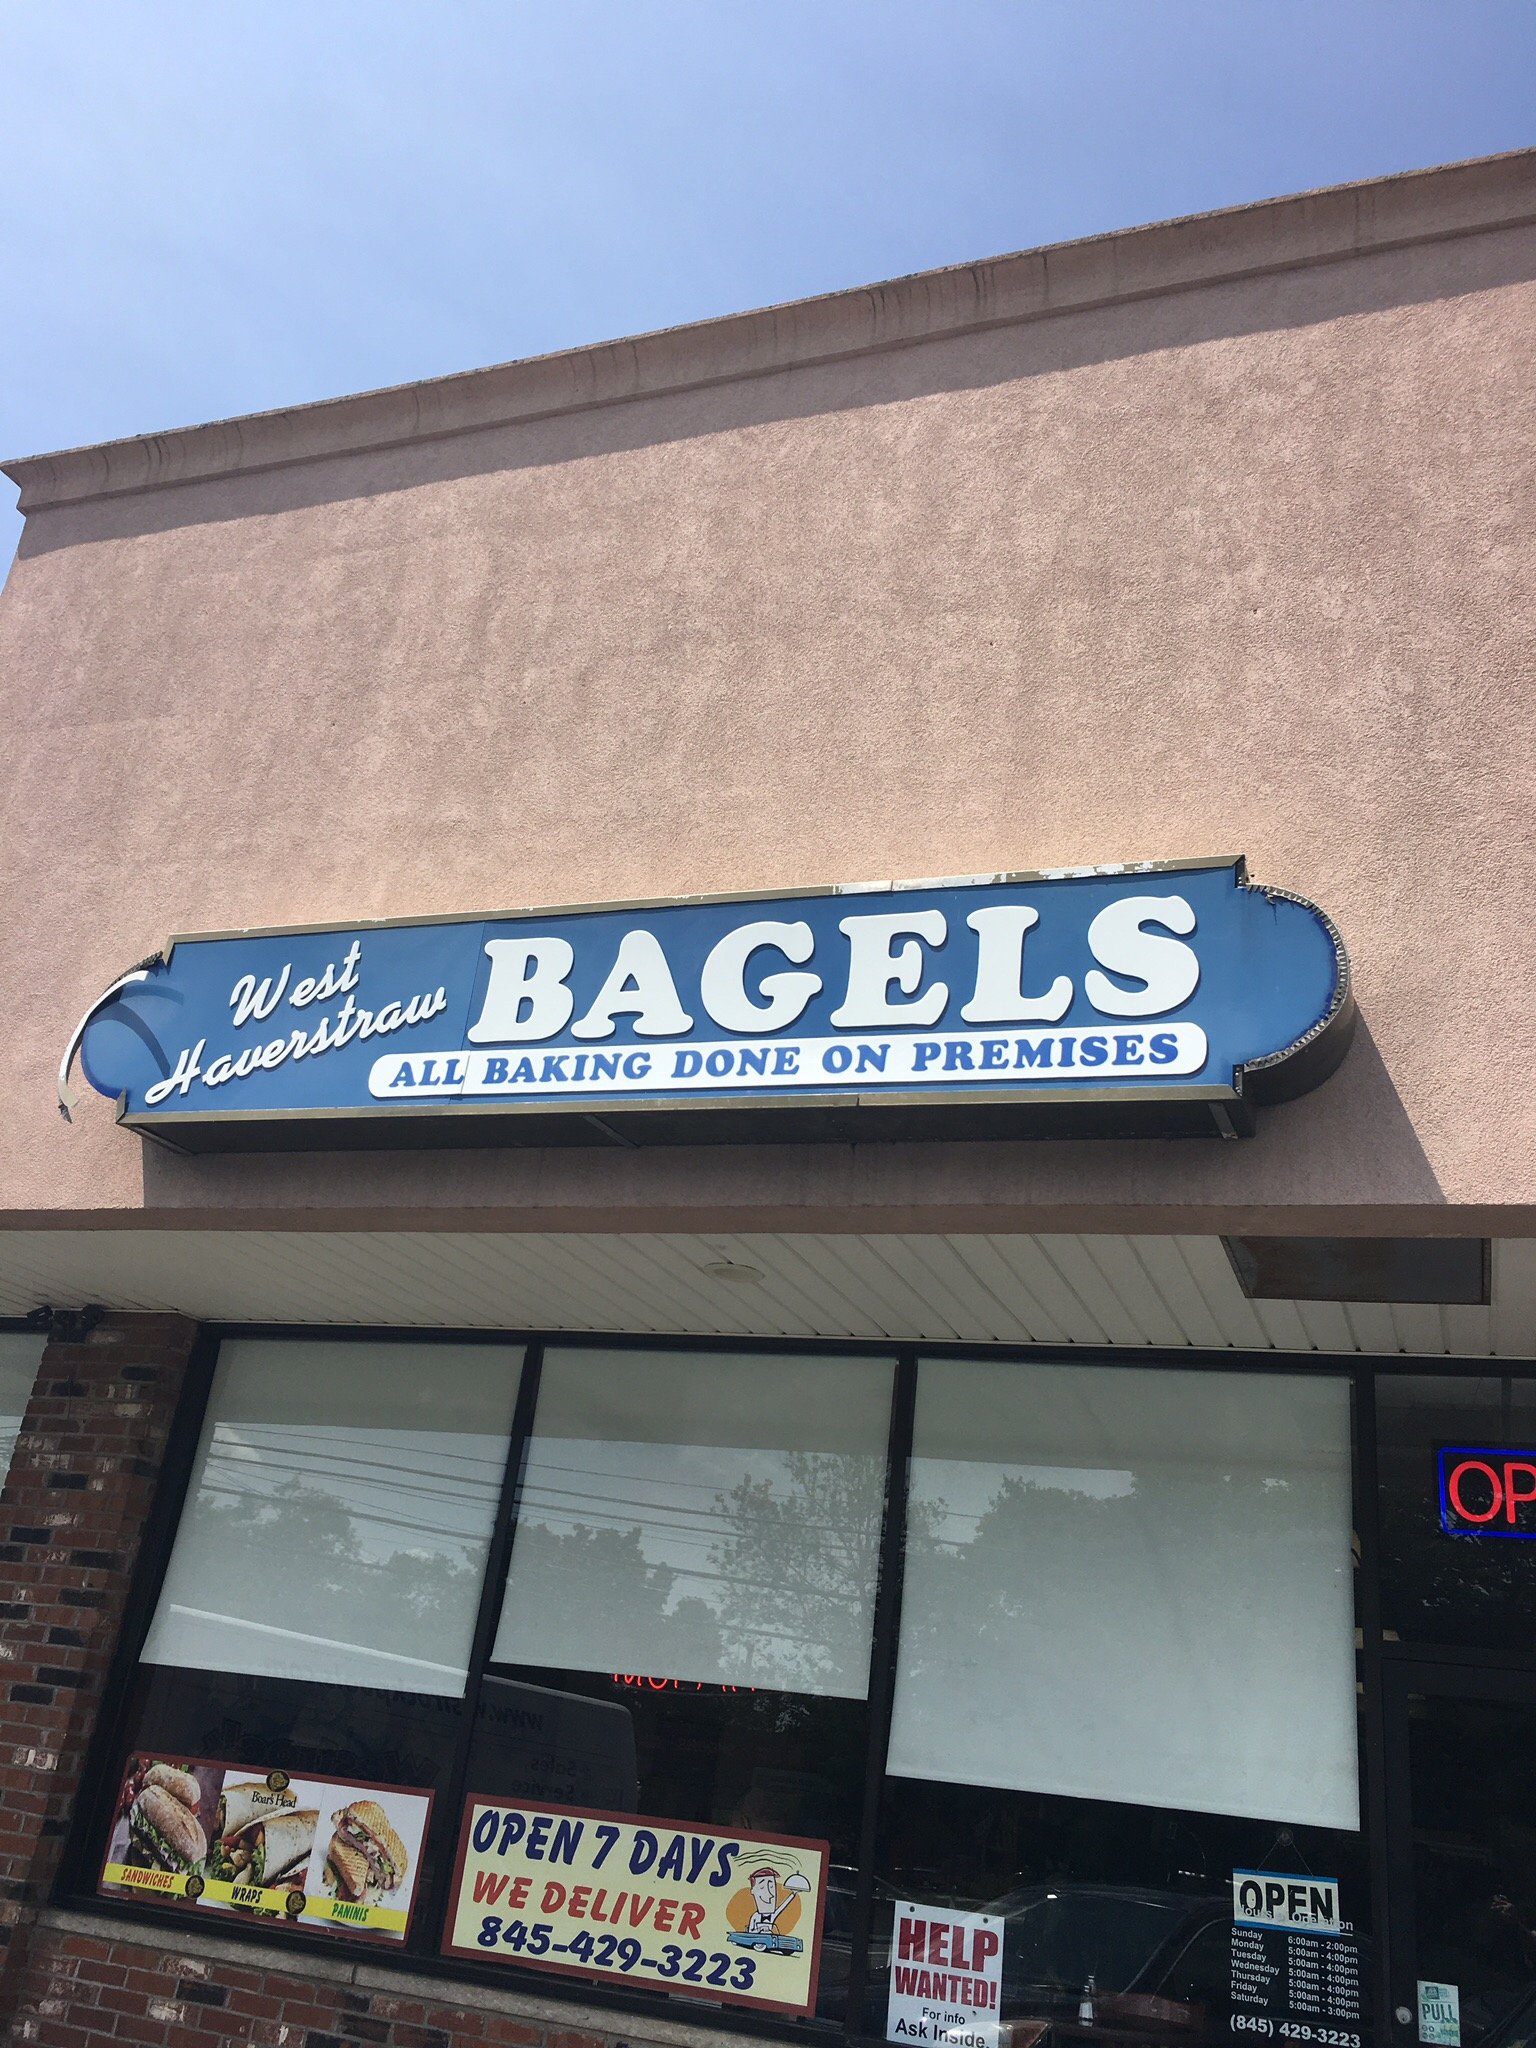 West
Haverstraw
BAGELS
ALL BAKING DONE ON PREMISES
OP
Boar's Head
SANDWICHES
WRAPS
PANINIS
OPEN 7 DAYS
WE DELIVER
845-429-3223
HELP
WANTED!
For info
Ask Inside.
OPEN
Hours of Operation
Sunday 6:00am - 2:00pm
Monday 5:00am - 4:00pm
Tuesday 5:00am - 4:00pm
Wednesday 5:00am - 4:00pm
Thursday 5:00am - 4:00pm
Friday 5:00am - 4:00pm
Saturday 5:00am - 3:00pm
(845) 429-3223
PULL